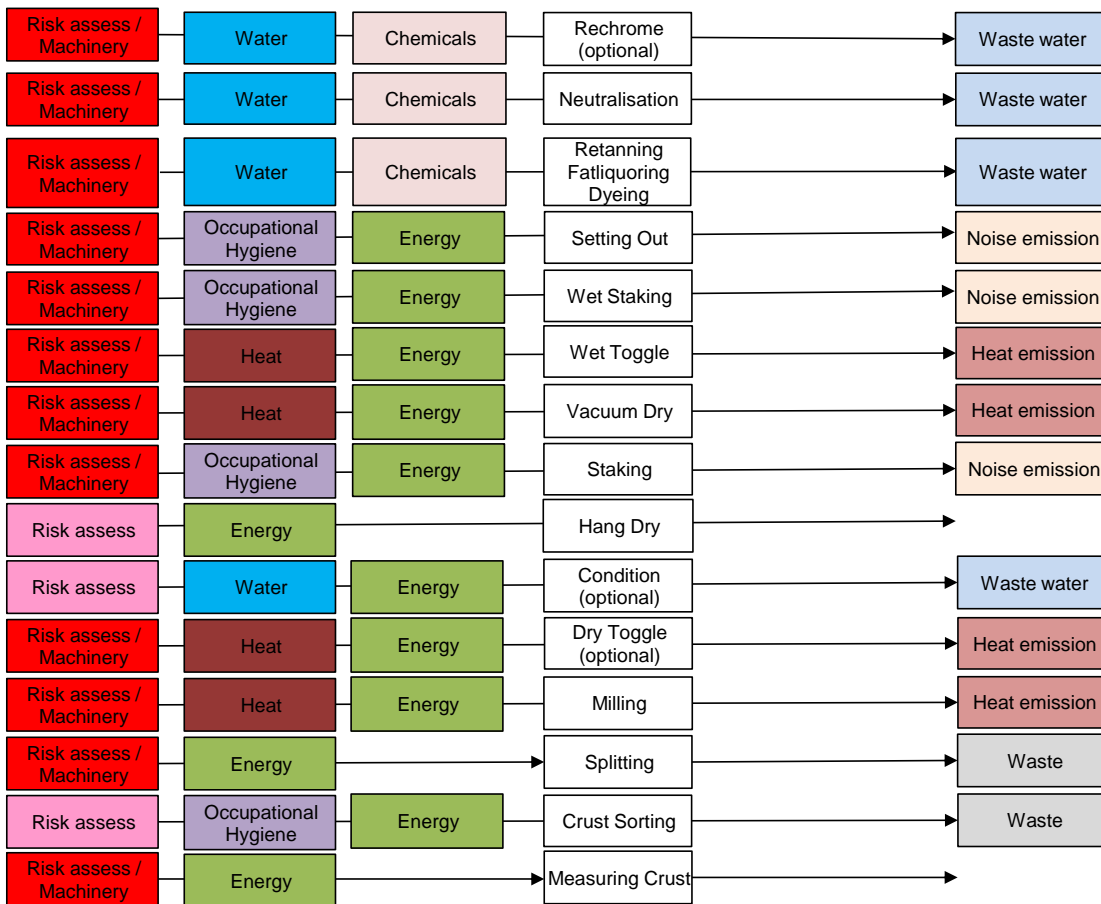 Risk assess /
Machinery
Water
Chemicals
Rechrome
(optional)
Waste water
Risk assess /
Machinery
Water
Chemicals
Neutralisation
Waste water
Risk assess /
Machinery
Water
Chemicals
Retanning
Fatliquoring
Dyeing
Waste water
Risk assess /
Machinery
Occupational
Hygiene
Energy
Setting Out
Noise emission
Risk assess /
Machinery
Occupational
Hygiene
Energy
Wet Staking
Noise emission
Risk assess /
Machinery
Heat
Energy
Wet Toggle
Heat emission
Risk assess /
Machinery
Heat
Energy
Vacuum Dry
Heat emission
Risk assess /
Machinery
Occupational
Hygiene
Energy
Staking
Noise emission
Risk assess
Energy
Hang Dry
Risk assess
Water
Energy
Condition
(optional)
Waste water
Risk assess /
Machinery
Heat
Energy
Dry Toggle
(optional)
Heat emission
Risk assess /
Machinery
Heat
Energy
Milling
Heat emission
Risk assess /
Machinery
Energy
Splitting
Waste
Risk assess
Occupational
Hygiene
Energy
Crust Sorting
Waste
Risk assess /
Machinery
Energy
Measuring Crust